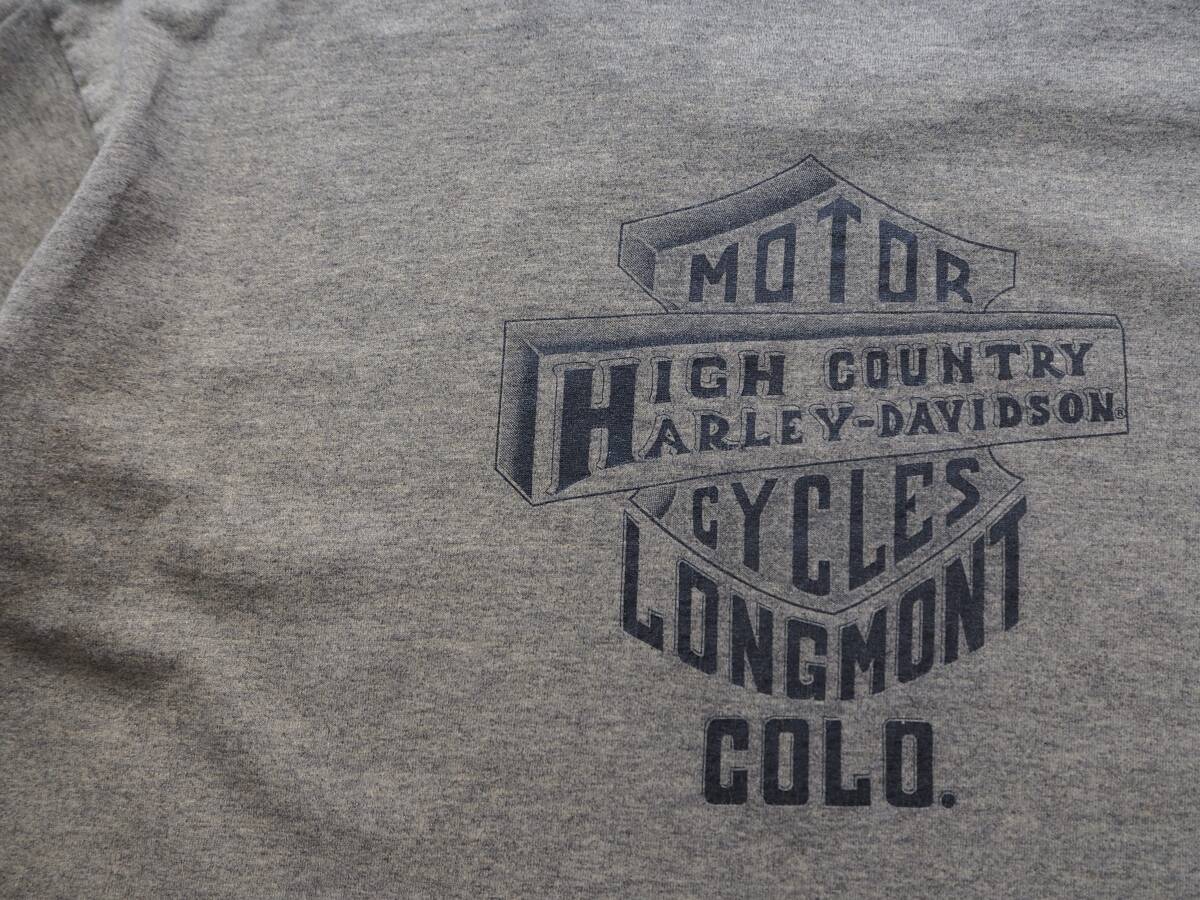 MOTOR
HIGH COUNTRY
HARLEY-DAVIDSON®
CYCLES
LONGMONT
COLO.